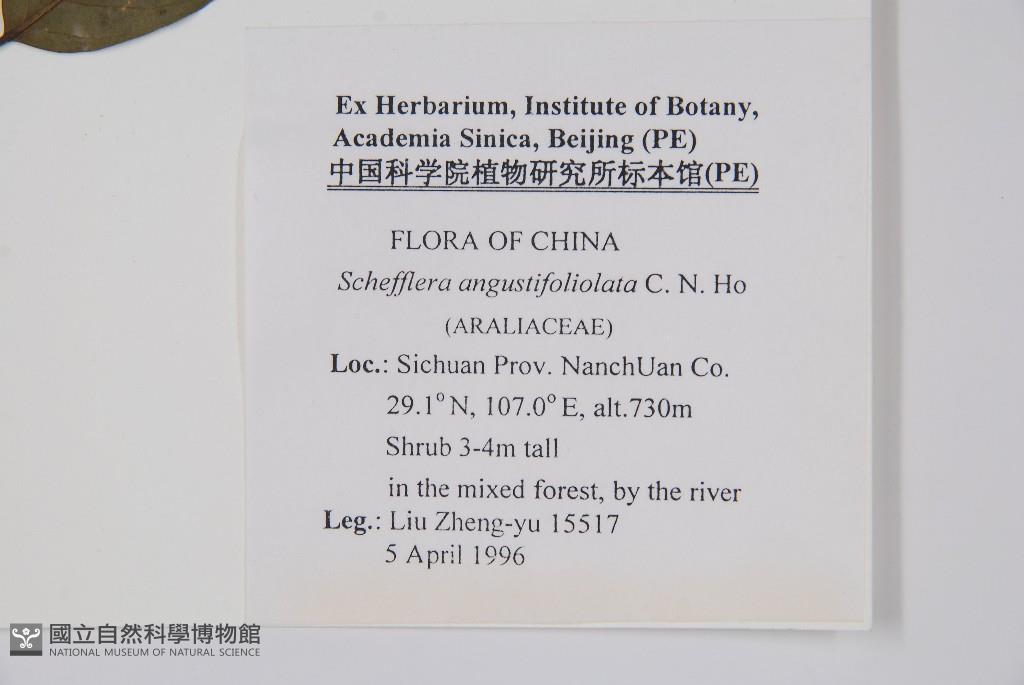 Ex Herbarium, Institute of Botany,
Academia Sinica, Beijing (PE)
中国科学院植物研究所标本馆(PE)
FLORA OF CHINA
Schefflera angustifoliolata C. N. Ho
(ARALIACEAE)
Loc.: Sichuan Prov. NanchUan Co.
29.1° N, 107.0° E, alt.730m
Shrub 3-4m tall
in the mixed forest, by the river
Leg.: Liu Zheng-yu 15517
5 April 1996
國立自然科學博物館
NATIONAL MUSEUM OF NATURAL SCIENCE